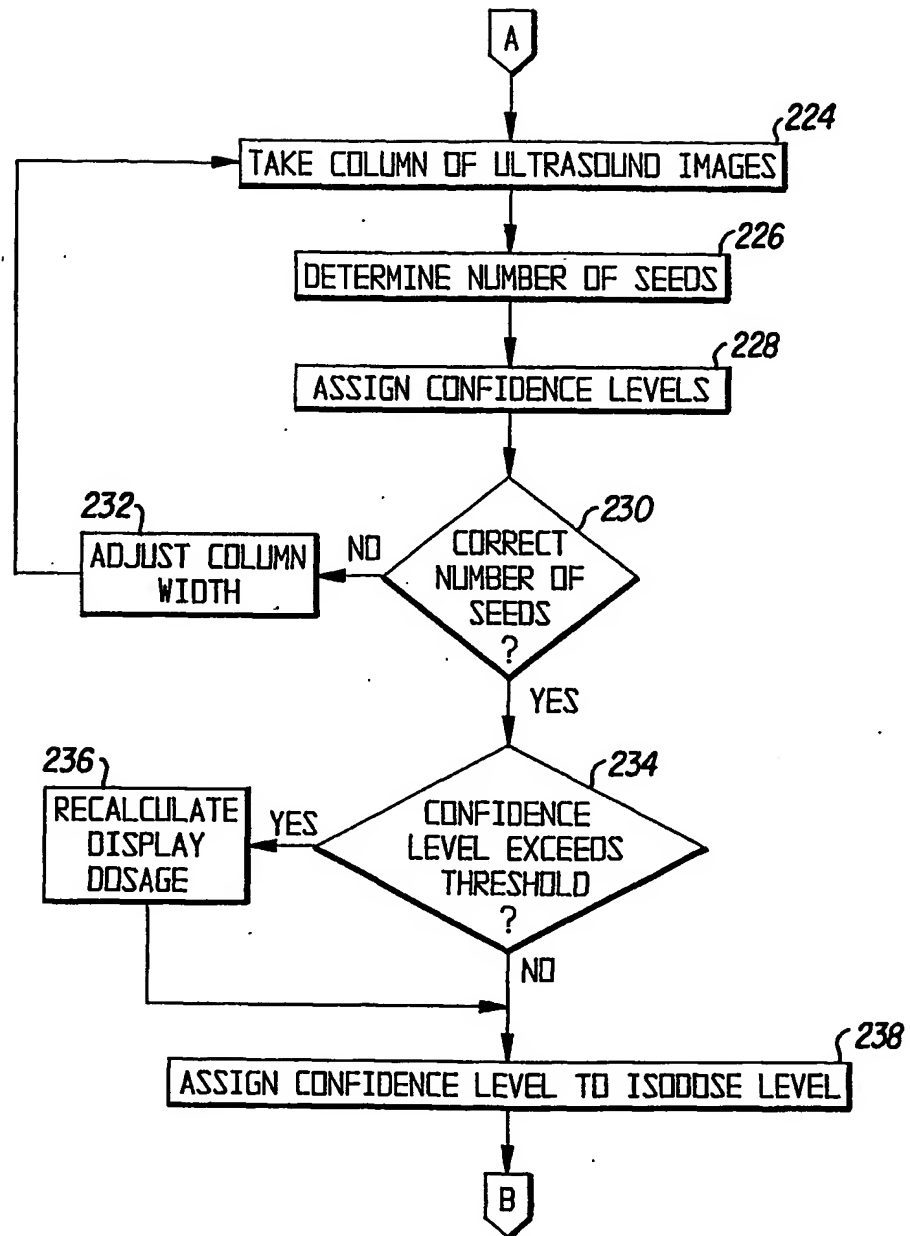 A
224
TAKE COLUMN OF ULTRASOUND IMAGES
226
DETERMINE NUMBER OF SEEDS
228
ASSIGN CONFIDENCE LEVELS
230
CORRECT
NUMBER OF
SEEDS
?
NO
232
ADJUST COLUMN
WIDTH
YES
234
CONFIDENCE
LEVEL EXCEEDS
THRESHOLD
?
YES
236
RECALCULATE
DISPLAY
DOSAGE
NO
238
ASSIGN CONFIDENCE LEVEL TO ISODOSE LEVEL
B